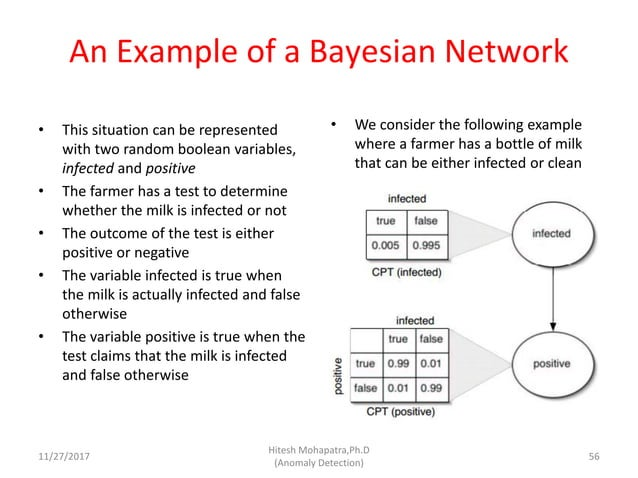 An Example of a Bayesian Network
• This situation can be represented
with two random boolean variables,
infected and positive
• The farmer has a test to determine
whether the milk is infected or not
• The outcome of the test is either
positive or negative
• The variable infected is true when
the milk is actually infected and false
otherwise
• The variable positive is true when the
test claims that the milk is infected
and false otherwise
• We consider the following example
where a farmer has a bottle of milk
that can be either infected or clean
infected
true false
0.005 0.995
CPT (infected)
infected
infected
true false
positive
true 0.99 0.01
false 0.01 0.99
CPT (positive)
positive
11/27/2017
Hitesh Mohapatra,Ph.D
(Anomaly Detection)
56